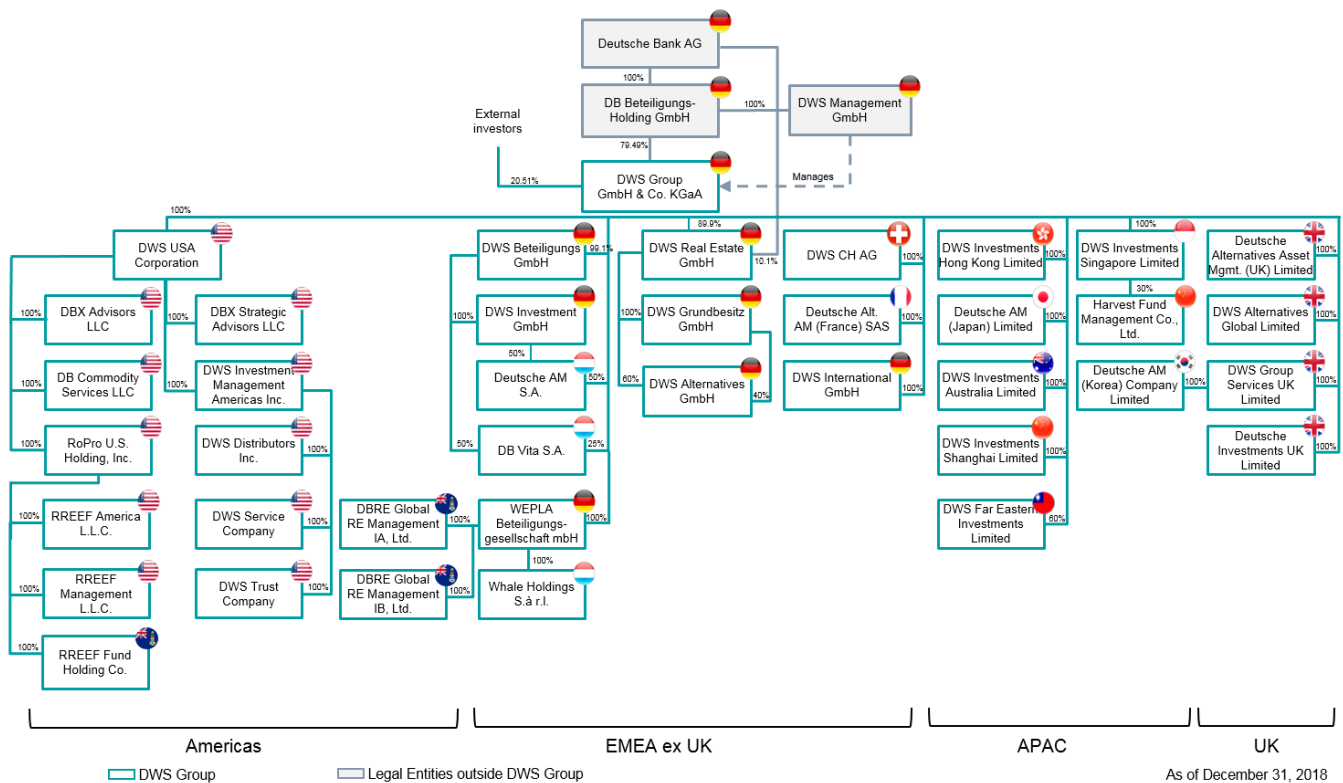 Deutsche Bank AG
100%
DB Beteiligungs-
Holding GmbH
100%
DWS Management
GmbH
External
investors
79.49%
Manages
20.51%
DWS Group
GmbH & Co. KGaA
100%
DWS USA
Corporation
100%
DBX Advisors
LLC
100%
DBX Strategic
Advisors LLC
100%
DB Commodity
Services LLC
100%
DWS Investment
Management
Americas Inc.
100%
RoPro U.S.
Holding, Inc.
100%
DWS Distributors
Inc.
100%
RREEF America
L.L.C.
100%
DWS Service
Company
100%
RREEF
Management
L.L.C.
100%
DWS Trust
Company
100%
RREEF Fund
Holding Co.
DBRE Global
RE Management
IA, Ltd.
100%
DBRE Global
RE Management
IB, Ltd.
100%
DWS Beteiligungs
GmbH
99.1%
100%
DWS Investment
GmbH
50%
Deutsche AM
S.A.
50%
50%
DB Vita S.A.
25%
WEPLA
Beteiligungs-
gesellschaft mbH
100%
100%
Whale Holdings
S.à r.l.
89.9%
DWS Real Estate
GmbH
10.1%
100%
DWS Grundbesitz
GmbH
60%
DWS Alternatives
GmbH
40%
DWS CH AG
100%
Deutsche Alt.
AM (France) SAS
100%
DWS International
GmbH
100%
DWS Investments
Hong Kong Limited
100%
Deutsche AM
(Japan) Limited
100%
DWS Investments
Australia Limited
100%
DWS Investments
Shanghai Limited
100%
DWS Far Eastern
Investments
Limited
60%
100%
DWS Investments
Singapore Limited
30%
Harvest Fund
Management Co.,
Ltd.
Deutsche AM
(Korea) Company
Limited
100%
Deutsche
Alternatives Asset
Mgmt. (UK) Limited
100%
DWS Alternatives
Global Limited
100%
DWS Group
Services UK
Limited
100%
Deutsche
Investments UK
Limited
100%
Americas
EMEA ex UK
APAC
UK
DWS Group
Legal Entities outside DWS Group
As of December 31, 2018